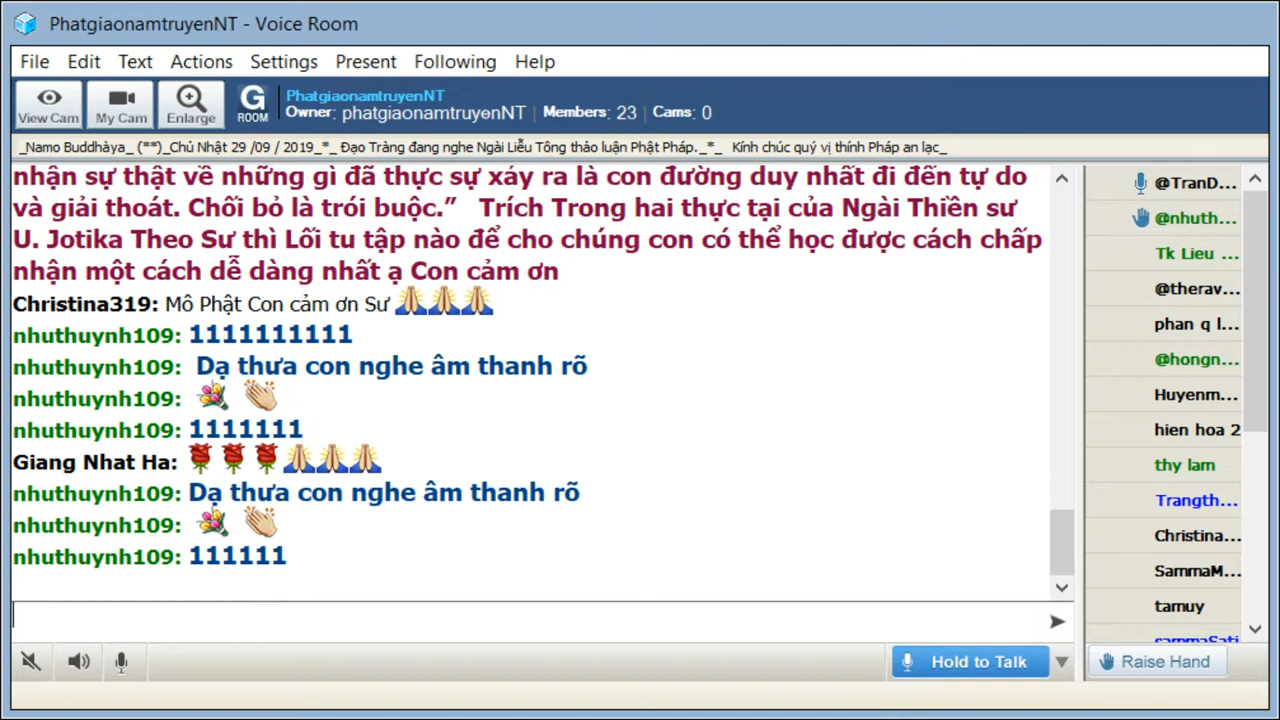 PhatgiaonamtruyenNT - Voice Room
File Edit Text Actions Settings Present Following Help
View Cam My Cam Enlarge G ROOM
PhatgiaonamtruyenNT
Owner: phatgiaonamtruyenNT | Members: 23 | Cams: 0
_Namo Buddhàya_ (**)_Chủ Nhật 29 /09 / 2019_*_ Đạo Tràng đang nghe Ngài Liễu Tông thảo luận Phật Pháp._*_ Kính chúc quý vị thính Pháp an lạc_
nhận sự thật về những gì đã thực sự xáy ra là con đường duy nhất đi đến tự do
và giải thoát. Chối bỏ là trói buộc.” Trích Trong hai thực tại của Ngài Thiền sư
U. Jotika Theo Sư thì Lối tu tập nào để cho chúng con có thể học được cách chấp
nhận một cách dễ dàng nhất ạ Con cảm ơn
Christina319: Mô Phật Con cảm ơn Sư 🙏🙏🙏
nhuthuynh109: 1111111111
nhuthuynh109: Dạ thưa con nghe âm thanh rõ
nhuthuynh109: 💐 👏
nhuthuynh109: 1111111
Giang Nhat Ha: 🌹🌹🌹🙏🙏🙏
nhuthuynh109: Dạ thưa con nghe âm thanh rõ
nhuthuynh109: 💐 👏
nhuthuynh109: 111111
@TranD...
@nhuth...
Tk Lieu ...
@therav...
phan q l...
@hongn...
Huyenm...
hien hoa 2
thy lam
Trangth...
Christina...
SammaM...
tamuy
sammaSati
Hold to Talk
Raise Hand